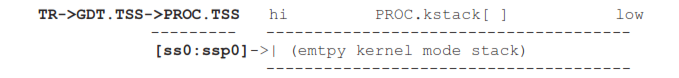 TR->GDT.TSS->PROC.TSS hi PROC.kstack[ ] low
--------- -------------------------------------
[ss0:ssp0]->| (emtpy kernel mode stack)
-------------------------------------